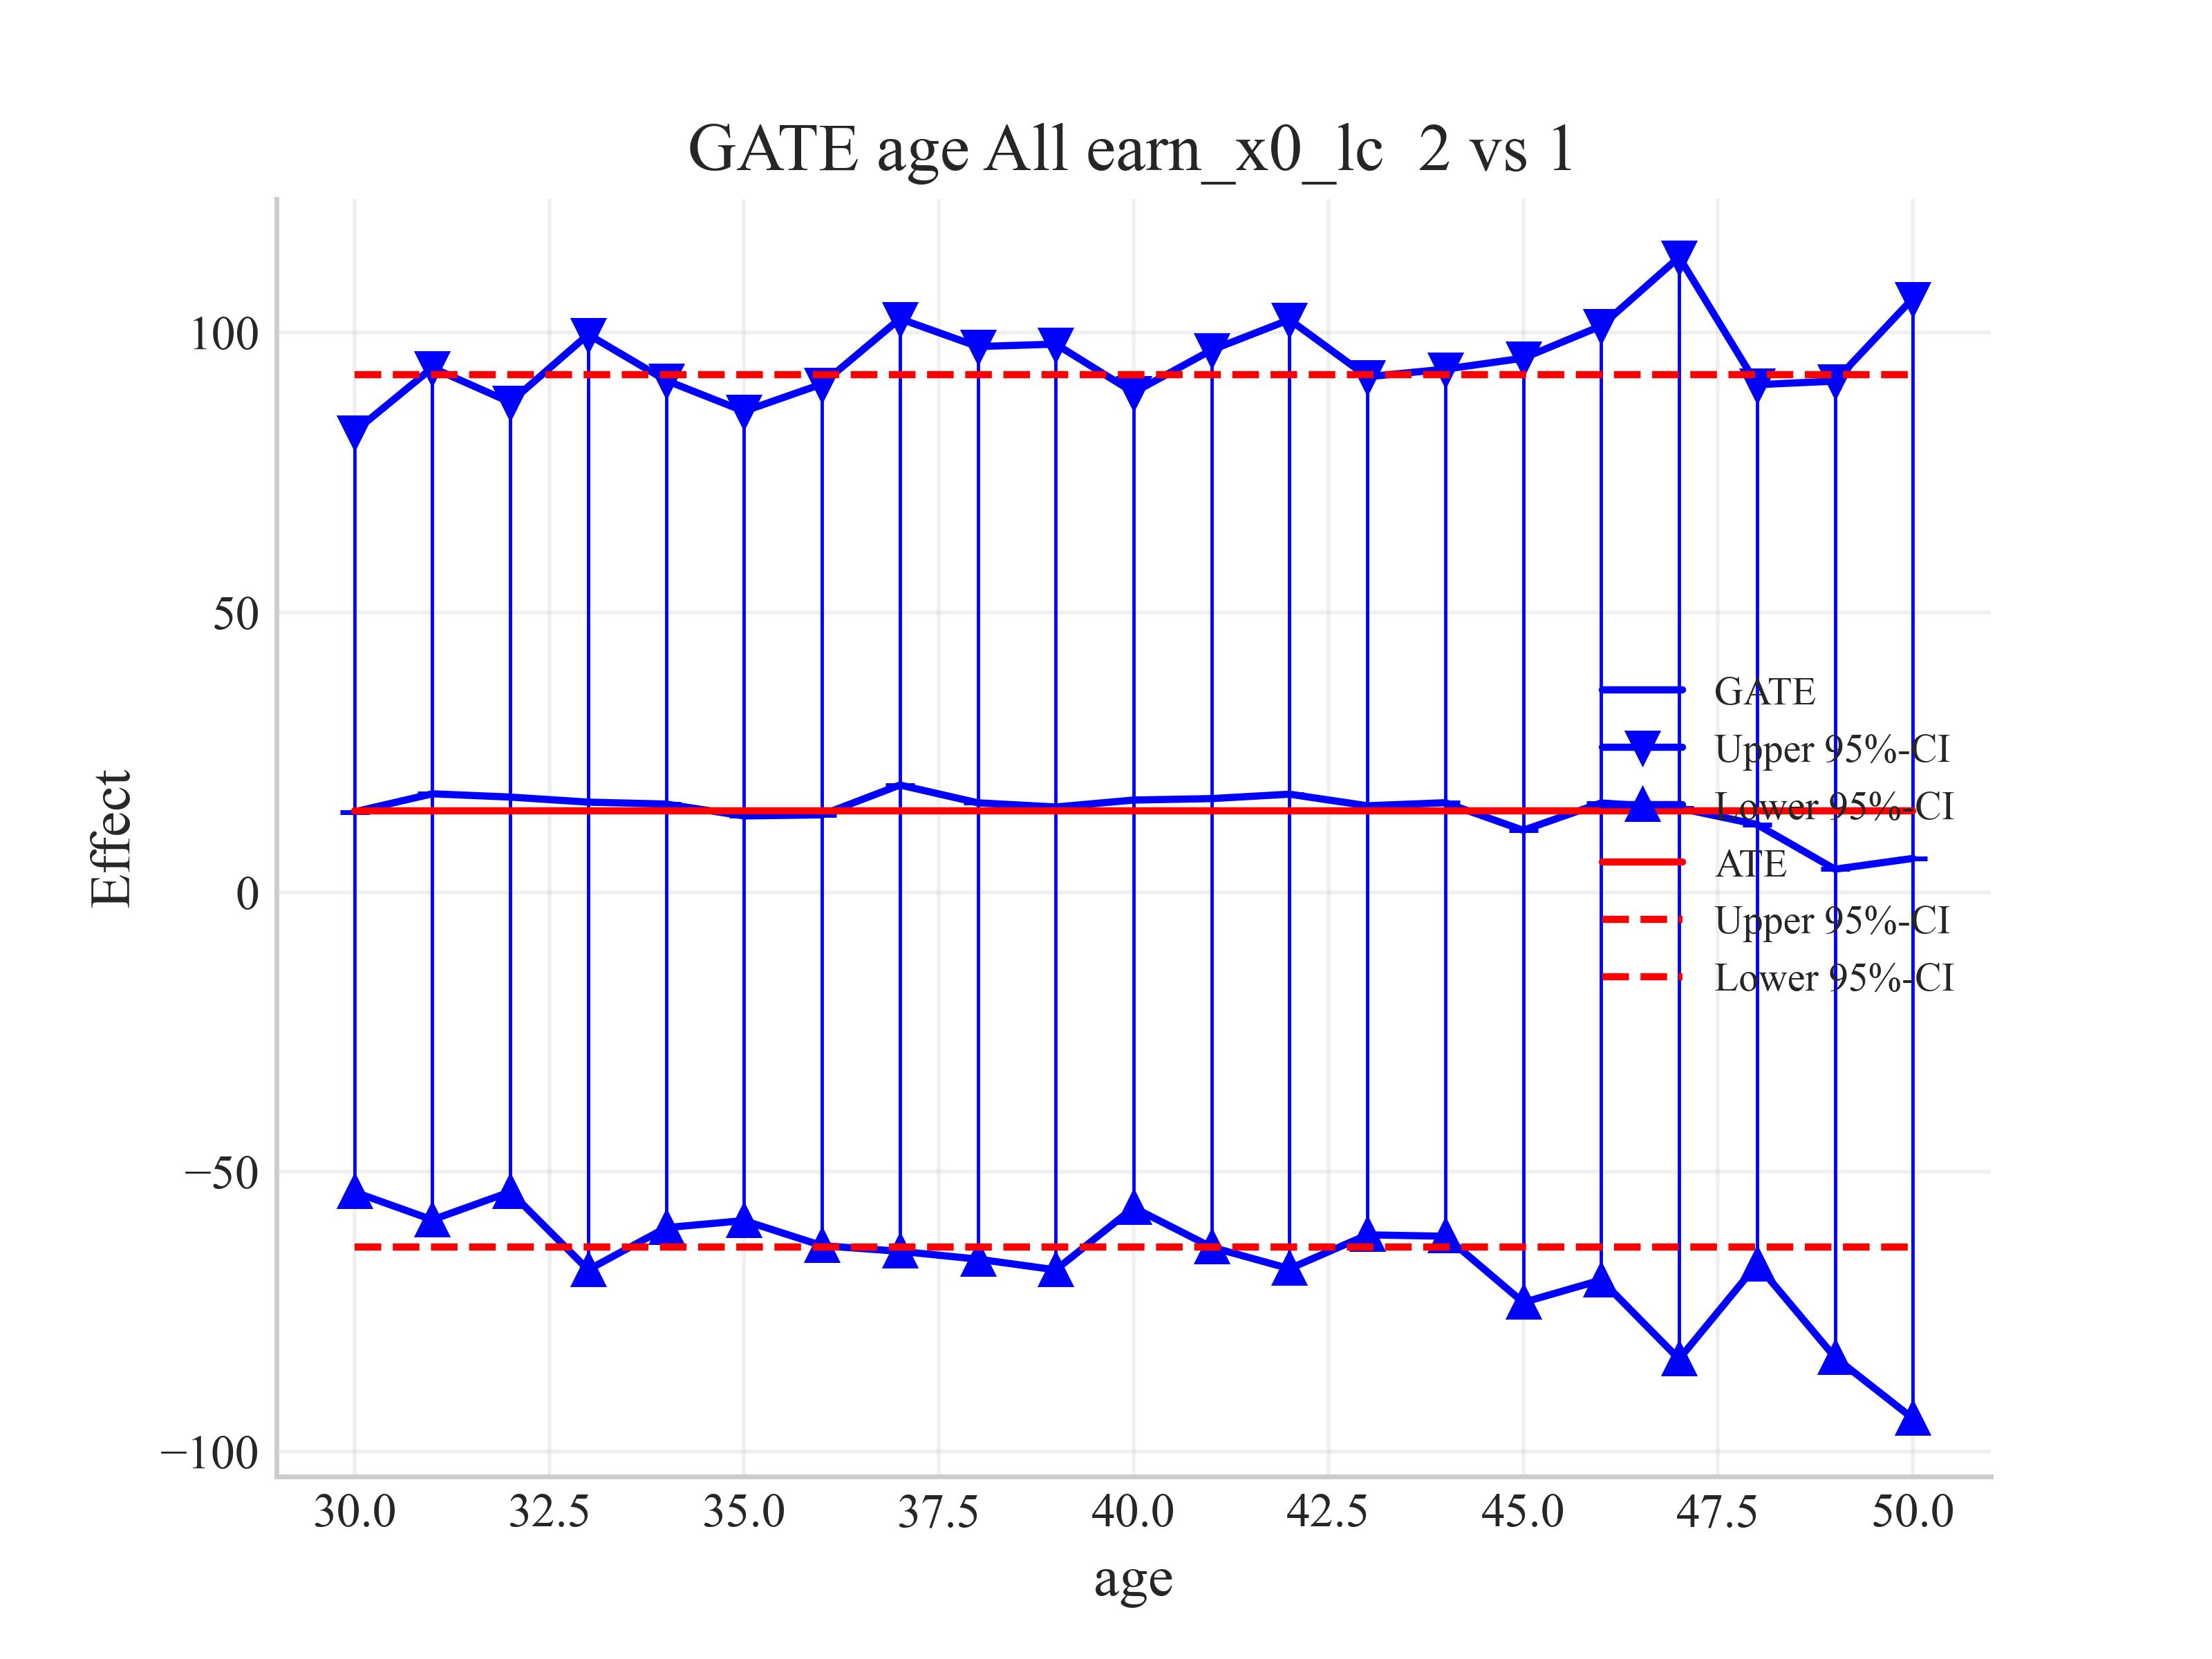 GATE age All eam_x0_lc 2 vs 1
Effect
100
50
0
−50
−100
GATE
Upper 95%-CI
Lower 95%-CI
ATE
Upper 95%-CI
Lower 95%-CI
30.0 32.5 35.0 37.5 40.0 42.5 45.0 47.5 50.0
age